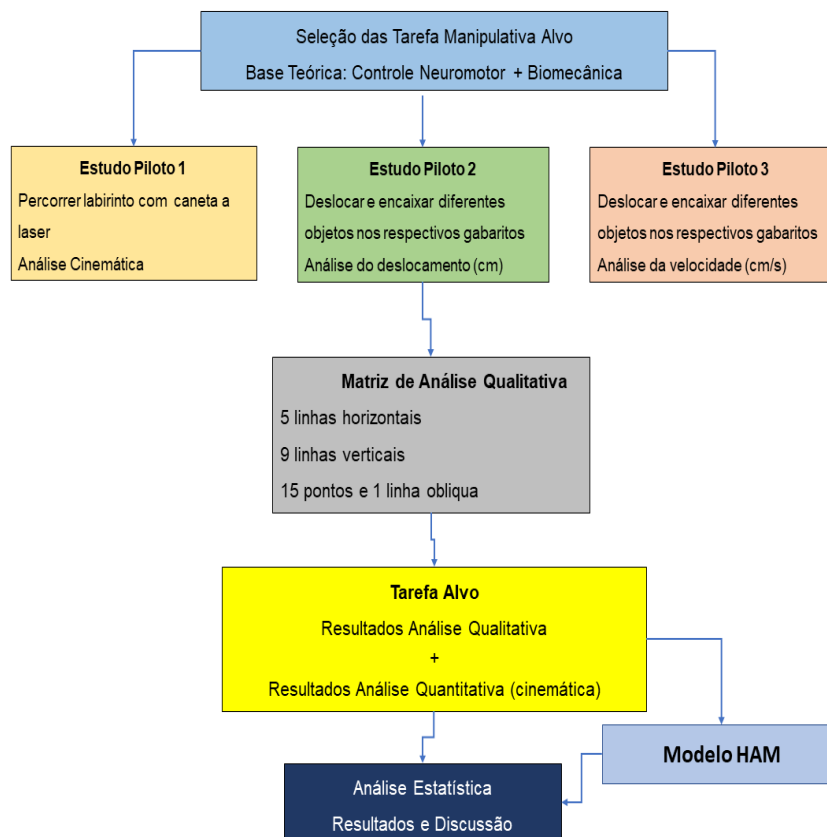 Seleção das Tarefa Manipulativa Alvo
Base Teórica: Controle Neuromotor + Biomecânica
Estudo Piloto 1
Percorrer labirinto com caneta a
laser
Análise Cinemática
Estudo Piloto 2
Deslocar e encaixar diferentes
objetos nos respectivos gabaritos
Análise do deslocamento (cm)
Estudo Piloto 3
Deslocar e encaixar diferentes
objetos nos respectivos gabaritos
Análise da velocidade (cm/s)
Matriz de Análise Qualitativa
5 linhas horizontais
9 linhas verticais
15 pontos e 1 linha obliqua
Tarefa Alvo
Resultados Análise Qualitativa
+
Resultados Análise Quantitativa (cinemática)
Modelo HAM
Análise Estatística
Resultados e Discussão